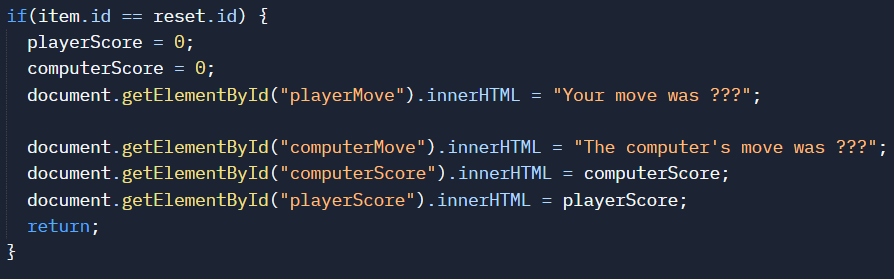 if(item.id == reset.id) {
  playerScore = 0;
  computerScore = 0;
  document.getElementById("playerMove").innerHTML = "Your move was ???";

  document.getElementById("computerMove").innerHTML = "The computer's move was ???";
  document.getElementById("computerScore").innerHTML = computerScore;
  document.getElementById("playerScore").innerHTML = playerScore;
  return;
}